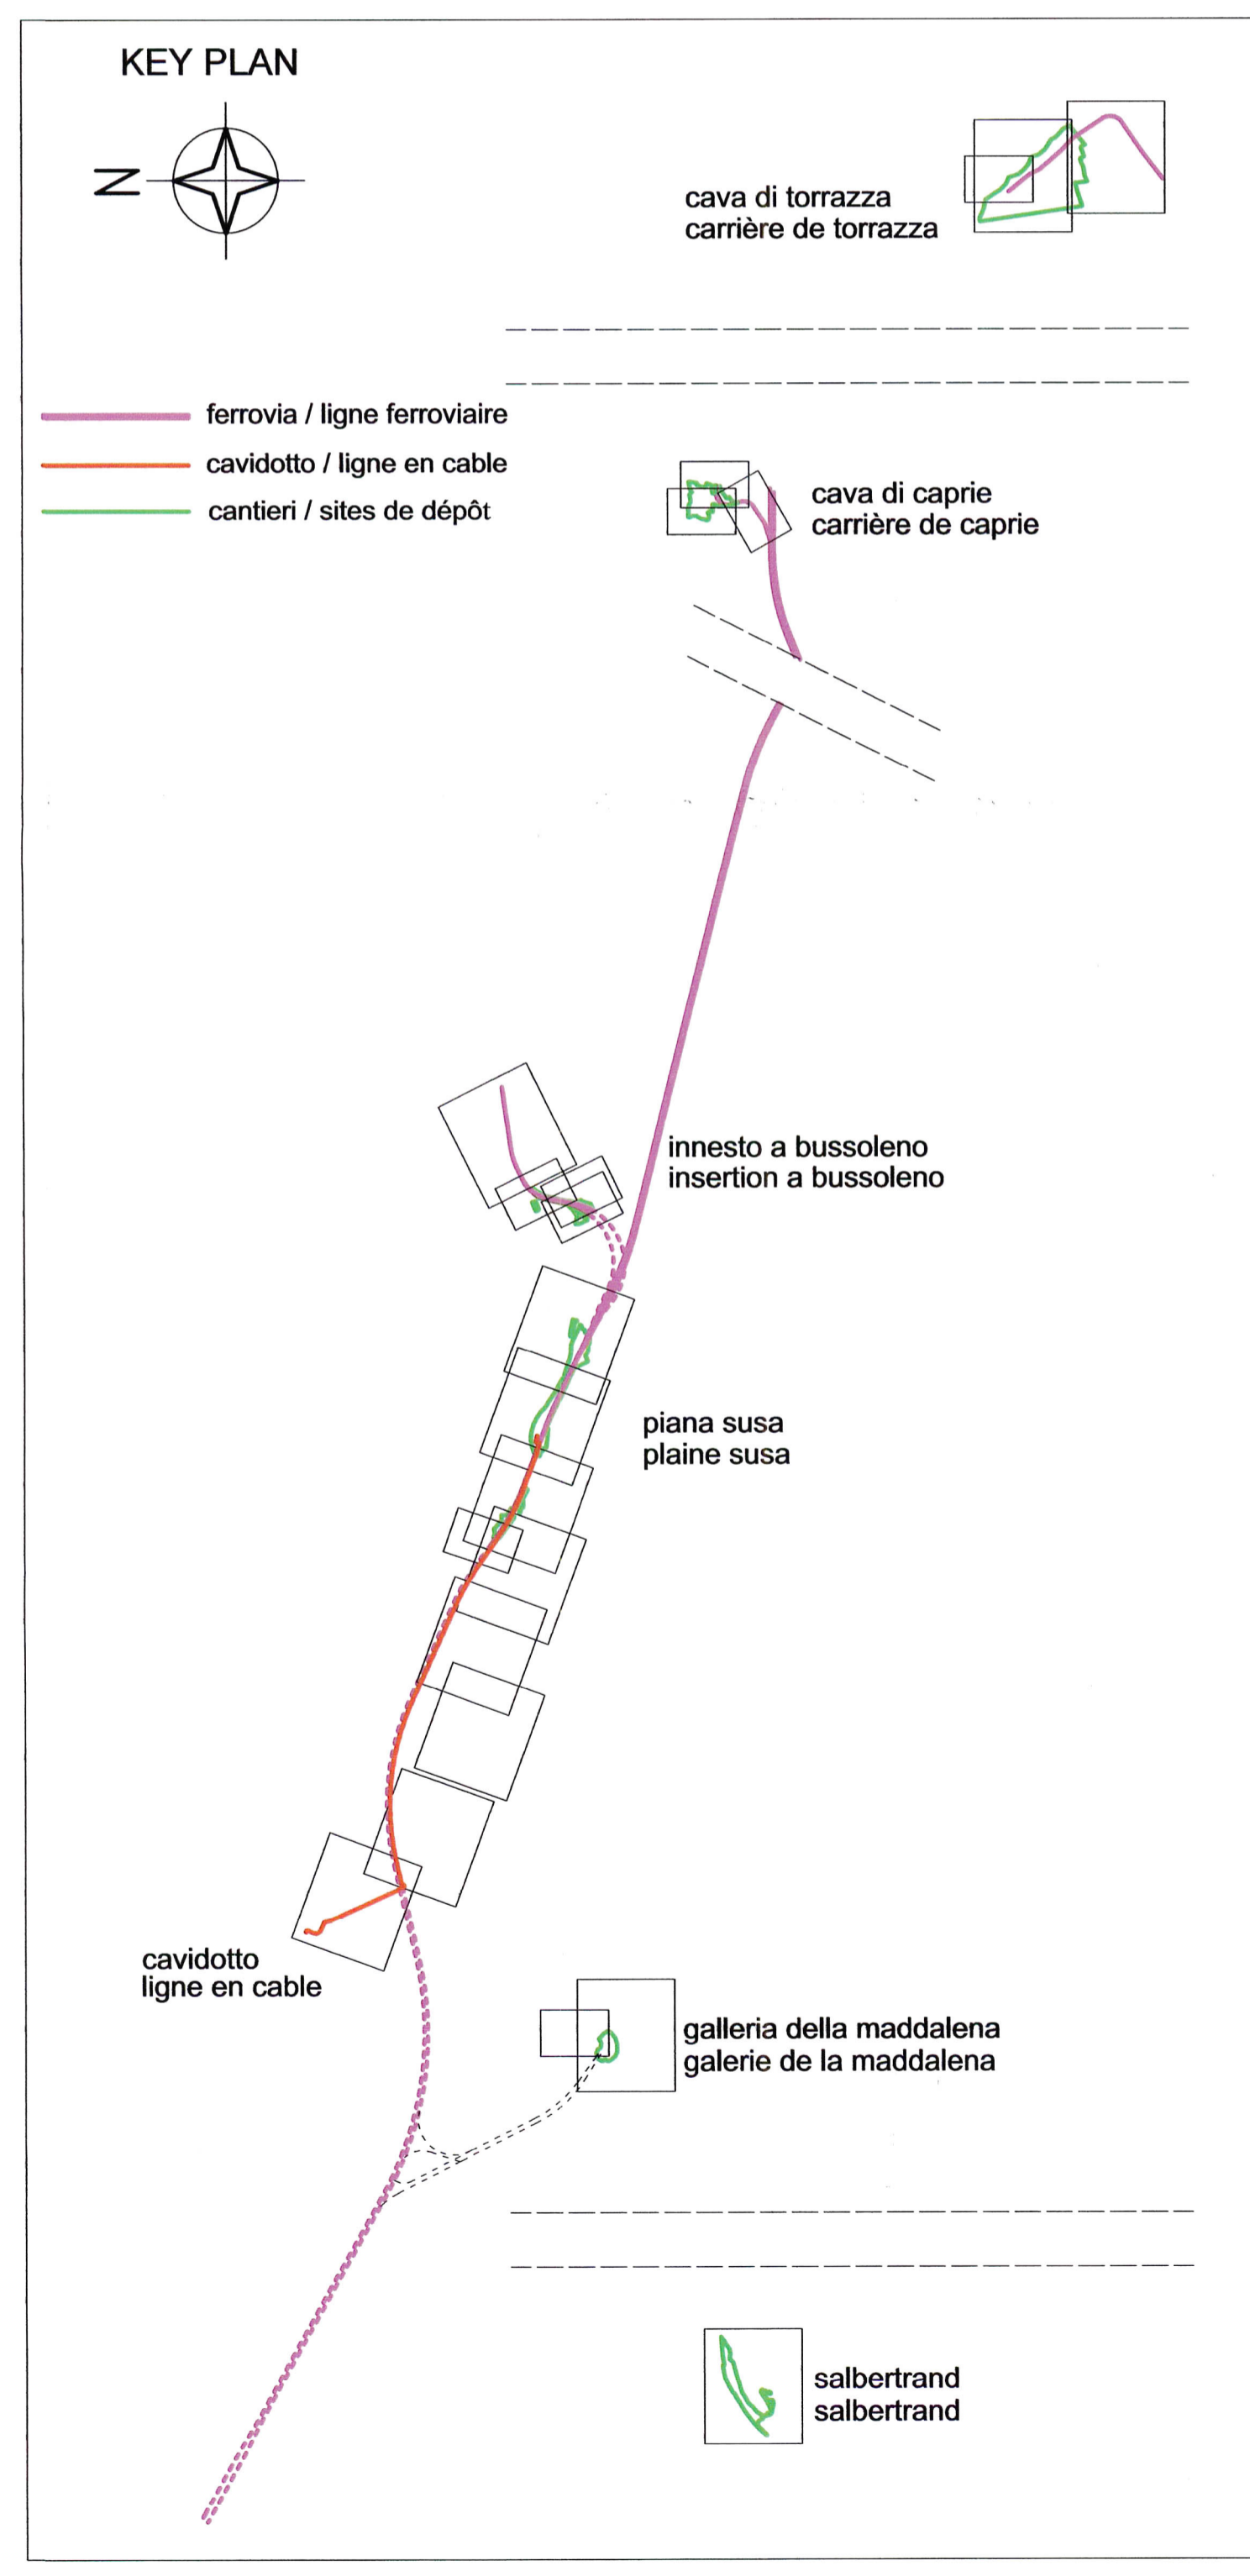 KEY PLAN
N
cava di torrazza
carrière de torrazza
ferrovia / ligne ferroviaire
cavidotto / ligne en cable
cantieri / sites de dépôt
cava di caprie
carrière de caprie
innesto a bussoleno
insertion a bussoleno
piana susa
plaine susa
cavidotto
ligne en cable
galleria della maddalena
galerie de la maddalena
salbertrand
salbertrand